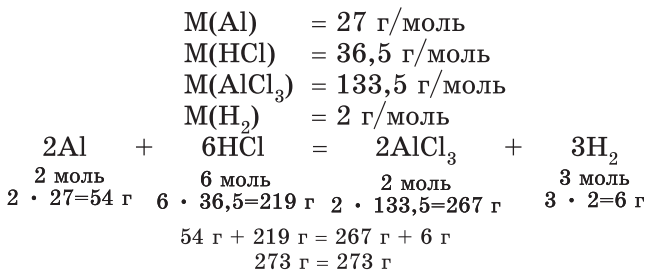 M(Al) = 27 г/моль
M(HCl) = 36,5 г/моль
M(AlCl₃) = 133,5 г/моль
M(H₂) = 2 г/моль
2Al + 6HCl = 2AlCl₃ + 3H₂
2 моль 6 моль 2 моль 3 моль
2 · 27=54 г 6 · 36,5=219 г 2 · 133,5=267 г 3 · 2=6 г
54 г + 219 г = 267 г + 6 г
273 г = 273 г